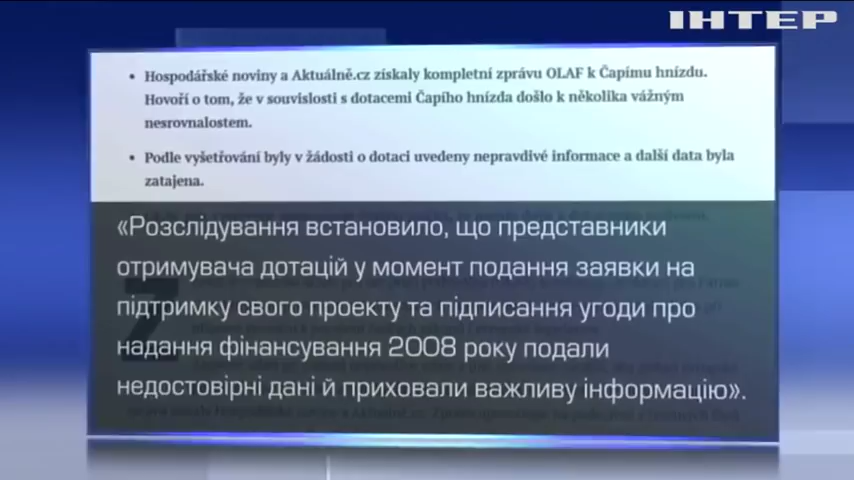 ІНТЕР
• Hospodářské noviny a Aktuálně.cz získaly kompletní zprávu OLAF k Čapímu hnízdu.
Hovoří o tom, že v souvislosti s dotacemi Čapího hnízda došlo k několika vážným
nesrovnalostem.
• Podle vyšetřování byly v žádosti o dotaci uvedeny nepravdivé informace a další data byla
zatajena.
«Розслідування встановило, що представники
отримувача дотацій у момент подання заявки на
підтримку свого проекту та підписання угоди про
надання фінансування 2008 року подали
недостовірні дані й приховали важливу інформацію».